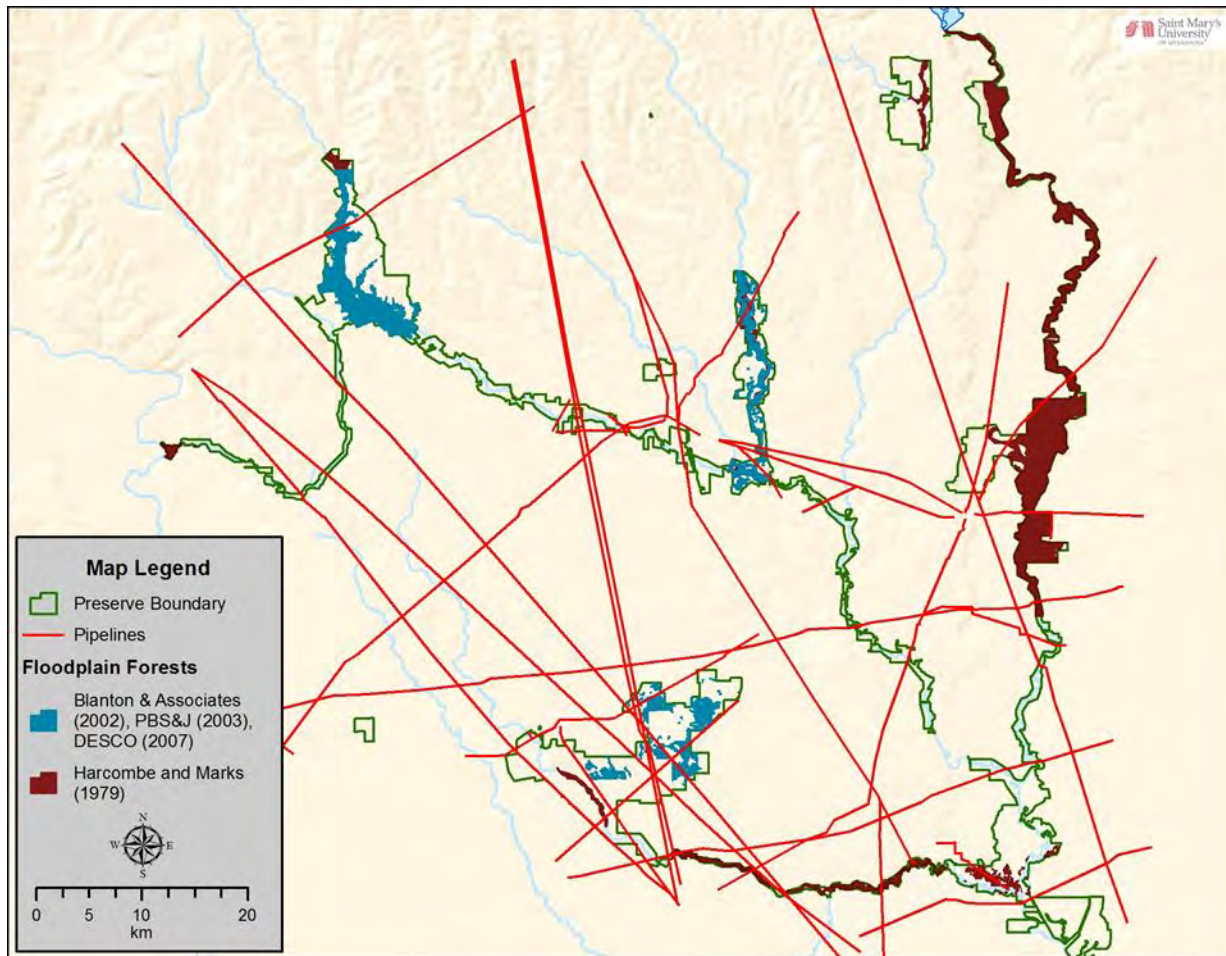 Saint Mary's
University
Map Legend
Preserve Boundary
Pipelines
Floodplain Forests
Blanton & Associates
(2002), PBS&J (2003),
DESCO (2007)
Harcombe and Marks
(1979)
N
W E
S
0 5 10 20
km